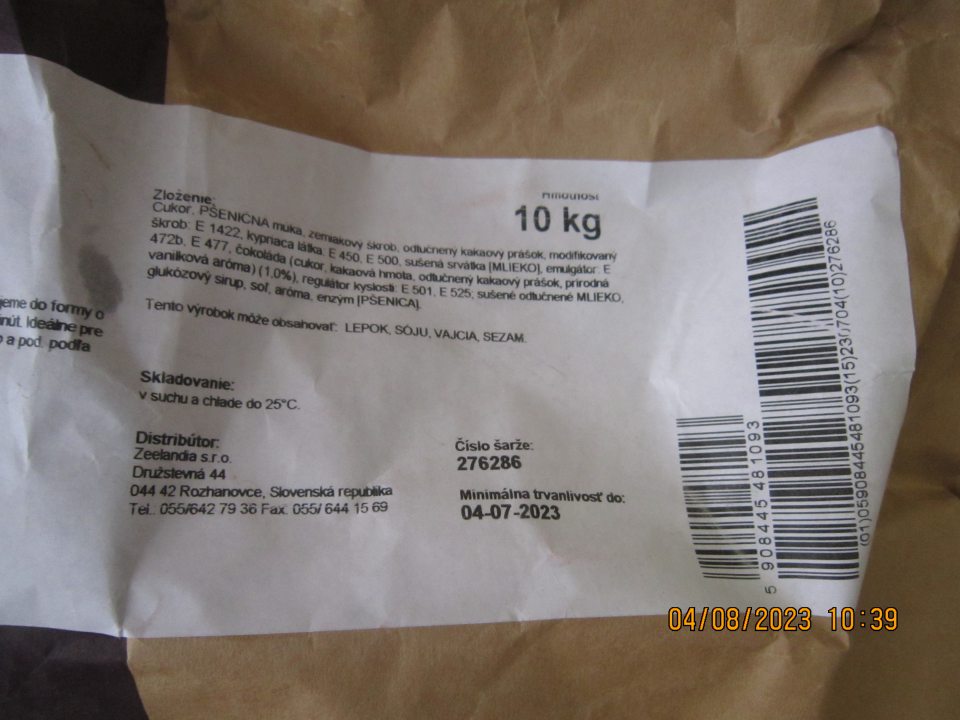 Zloženie:
Cukor, PŠENIČNÁ múka, zemiakový škrob, odtučnený kakaový prášok, modifikovaný
škrob: E 1422, kypriaca látka: E 450, E 500, sušená srvátka [MLIEKO], emulgátor: E
472b, E 477, čokoláda (cukor, kakaová hmota, odtučnený kakaový prášok, prírodná
vanilková aróma) (1,0%), regulátor kyslosti: E 501, E 525; sušené odtučnené MLIEKO,
glukózový sirup, soľ, aróma, enzým [PŠENICA].
Tento výrobok môže obsahovať: LEPOK, SÓJU, VAJCIA, SEZAM.
Hmotnosť
10 kg
jeme do formy o
nút. Ideálne pre
a pod. podľa
Skladovanie:
v suchu a chlade do 25°C.
Distribútor:
Zeelandia s.r.o.
Družstevná 44
044 42 Rozhanovce, Slovenská republika
Tel.: 055/642 79 36 Fax: 055/ 644 15 69
Číslo šarže:
276286
Minimálna trvanlivosť do:
04-07-2023
5 908445 481093
(01)05908445481093(15)230704(10)276286
04/08/2023 10:39